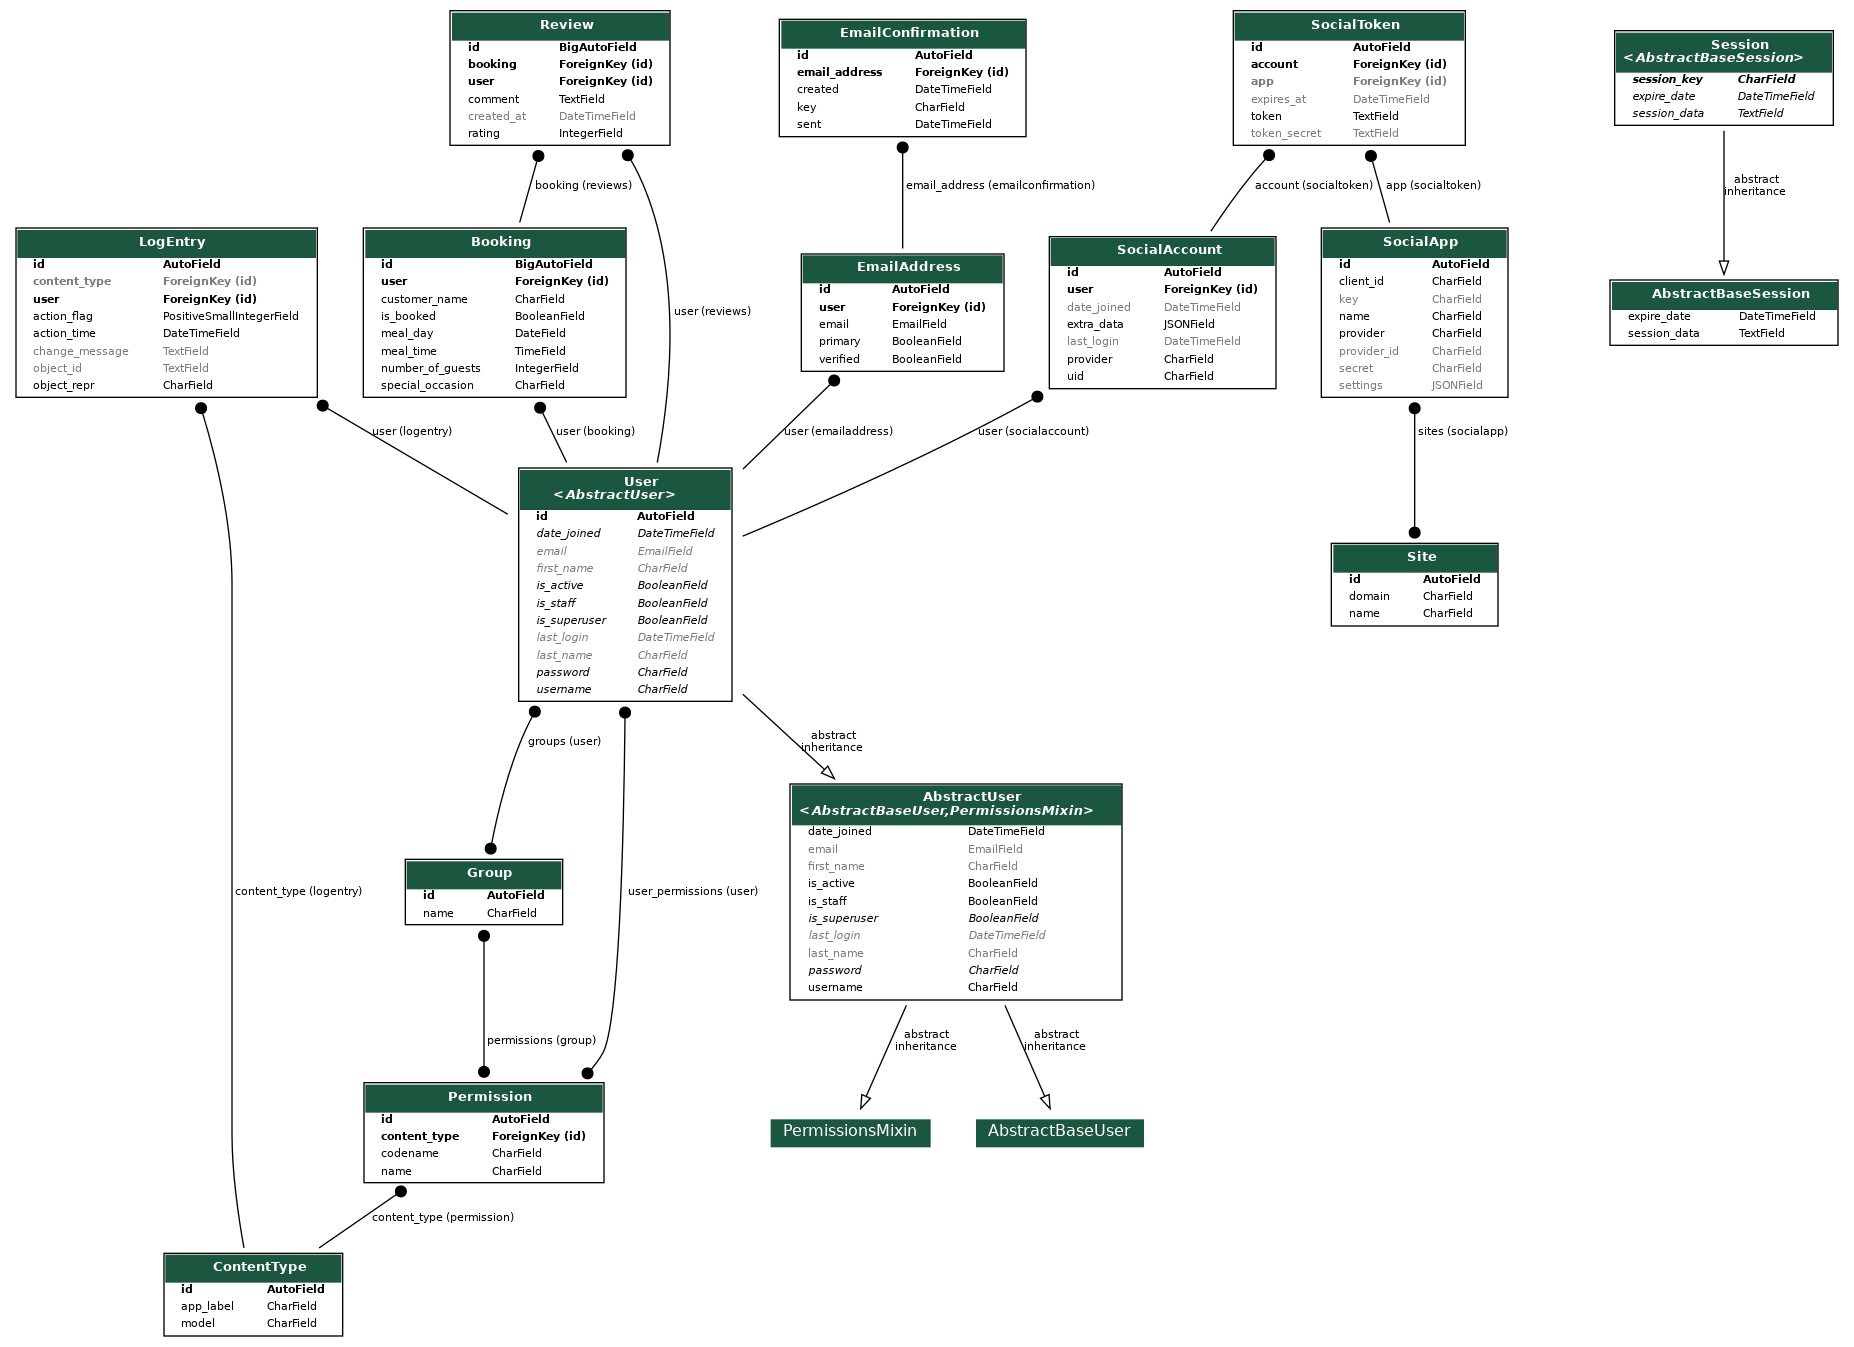 Review
id BigAutoField
booking ForeignKey (id)
user ForeignKey (id)
comment TextField
created_at DateTimeField
rating IntegerField
EmailConfirmation
id AutoField
email_address ForeignKey (id)
created DateTimeField
key CharField
sent DateTimeField
SocialToken
id AutoField
account ForeignKey (id)
app ForeignKey (id)
expires_at DateTimeField
token TextField
token_secret TextField
Session
<AbstractBaseSession>
session_key CharField
expire_date DateTimeField
session_data TextField
booking (reviews)
email_address (emailconfirmation)
account (socialtoken)
app (socialtoken)
abstract
inheritance
LogEntry
id AutoField
content_type ForeignKey (id)
user ForeignKey (id)
action_flag PositiveSmallIntegerField
action_time DateTimeField
change_message TextField
object_id TextField
object_repr CharField
Booking
id BigAutoField
user ForeignKey (id)
customer_name CharField
is_booked BooleanField
meal_day DateField
meal_time TimeField
number_of_guests IntegerField
special_occasion CharField
user (reviews)
EmailAddress
id AutoField
user ForeignKey (id)
email EmailField
primary BooleanField
verified BooleanField
SocialAccount
id AutoField
user ForeignKey (id)
date_joined DateTimeField
extra_data JSONField
last_login DateTimeField
provider CharField
uid CharField
SocialApp
id AutoField
client_id CharField
key CharField
name CharField
provider CharField
provider_id CharField
secret CharField
settings JSONField
AbstractBaseSession
expire_date DateTimeField
session_data TextField
user (logentry)
user (booking)
user (emailaddress)
user (socialaccount)
sites (socialapp)
User
<AbstractUser>
id AutoField
date_joined DateTimeField
email EmailField
first_name CharField
is_active BooleanField
is_staff BooleanField
is_superuser BooleanField
last_login DateTimeField
last_name CharField
password CharField
username CharField
Site
id AutoField
domain CharField
name CharField
groups (user)
abstract
inheritance
AbstractUser
<AbstractBaseUser,PermissionsMixin>
date_joined DateTimeField
email EmailField
first_name CharField
is_active BooleanField
is_staff BooleanField
is_superuser BooleanField
last_login DateTimeField
last_name CharField
password CharField
username CharField
content_type (logentry)
Group
id AutoField
name CharField
user_permissions (user)
permissions (group)
abstract
inheritance
abstract
inheritance
Permission
id AutoField
content_type ForeignKey (id)
codename CharField
name CharField
PermissionsMixin
AbstractBaseUser
content_type (permission)
ContentType
id AutoField
app_label CharField
model CharField